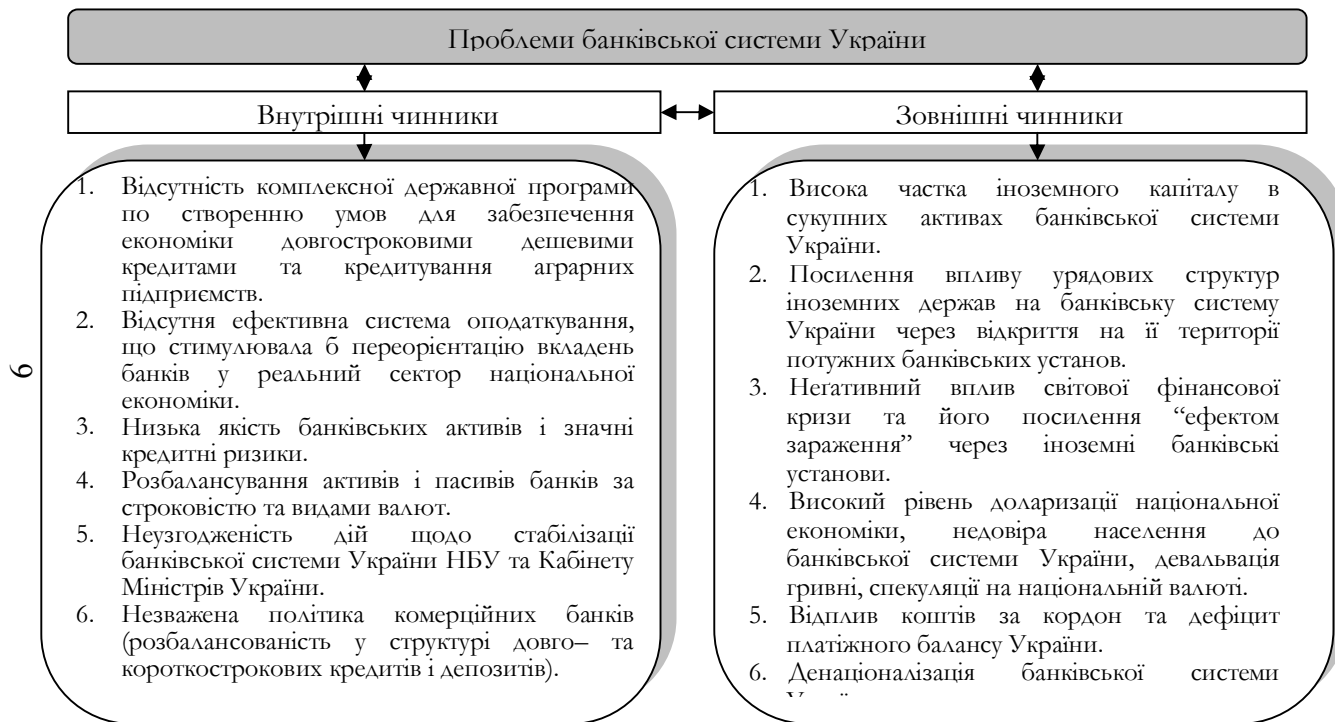 Проблеми банківської системи України
Внутрішні чинники
Зовнішні чинники
1. Відсутність комплексної державної програми
по створенню умов для забезпечення
економіки довгостроковими дешевими
кредитами та кредитування аграрних
підприємств.
2. Відсутня ефективна система оподаткування,
що стимулювала б переорієнтацію вкладень
банків у реальний сектор національної
економіки.
3. Низька якість банківських активів і значні
кредитні ризики.
4. Розбалансування активів і пасивів банків за
строковістю та видами валют.
5. Неузгодженість дій щодо стабілізації
банківської системи України НБУ та Кабінету
Міністрів України.
6. Незважена політика комерційних банків
(розбалансованість у структурі довго– та
короткострокових кредитів і депозитів).
1. Висока частка іноземного капіталу в
сукупних активах банківської системи
України.
2. Посилення впливу урядових структур
іноземних держав на банківську систему
України через відкриття на її території
потужних банківських установ.
3. Негативний вплив світової фінансової
кризи та його посилення “ефектом
зараження” через іноземні банківські
установи.
4. Високий рівень доларизації національної
економіки, недовіра населення до
банківської системи України, девальвація
гривні, спекуляції на національній валюті.
5. Відплив коштів за кордон та дефіцит
платіжного балансу України.
6. Денаціоналізація банківської системи
6